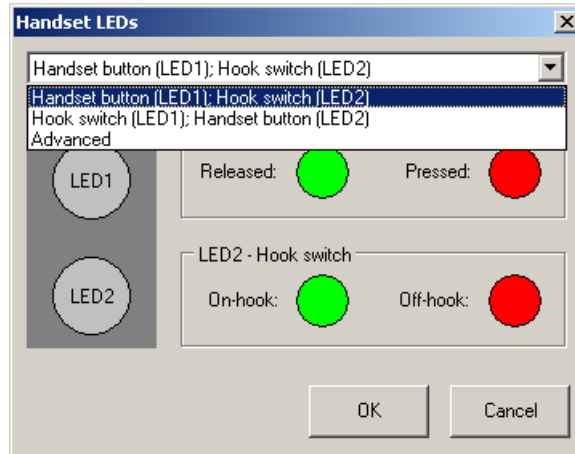 Handset LEDs
Handset button (LED1); Hook switch (LED2)
Handset button (LED1); Hook switch (LED2)
Hook switch (LED1); Handset button (LED2)
Advanced
LED1
Released:
Pressed:
LED2 - Hook switch
LED2
On-hook:
Off-hook:
OK
Cancel